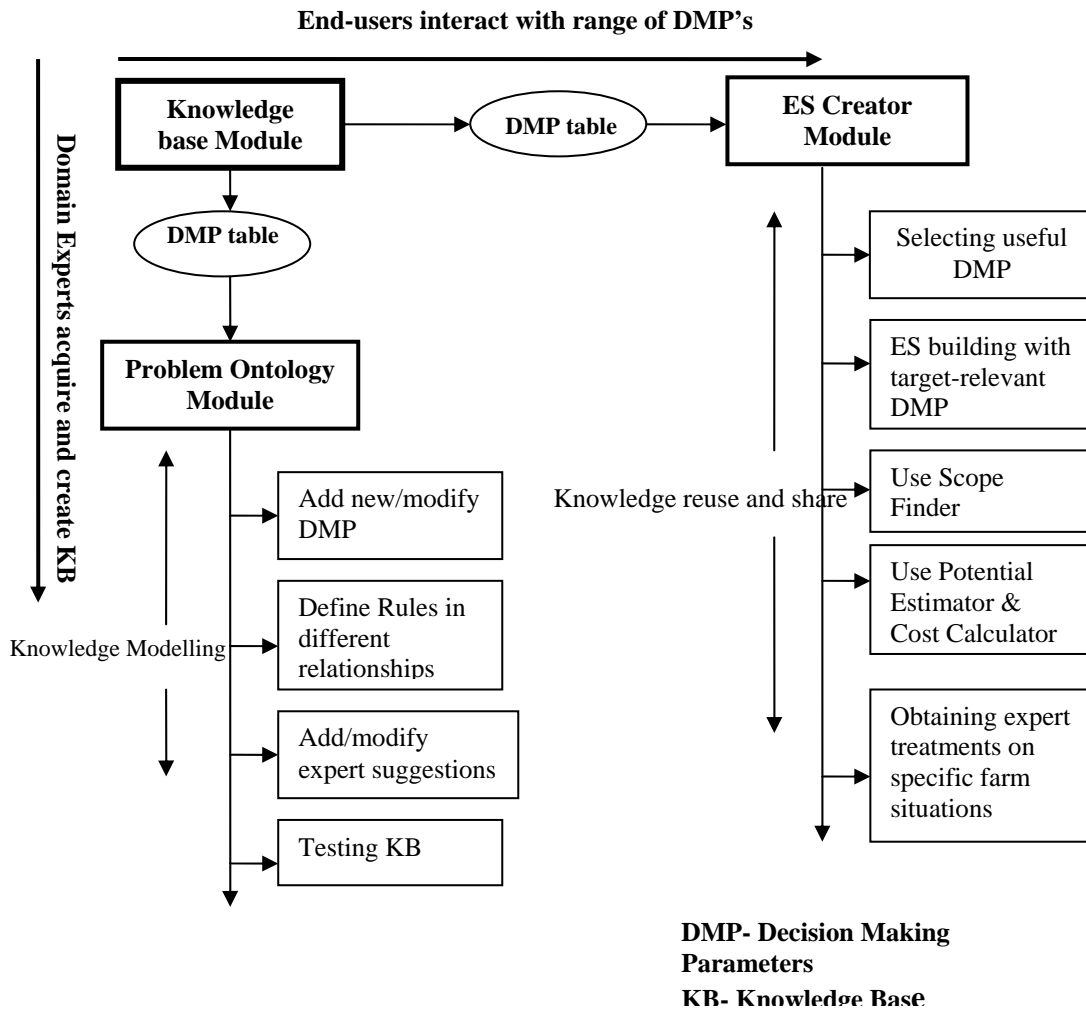 End-users interact with range of DMP's
Domain Experts acquire and create KB
Knowledge
base Module
DMP table
ES Creator
Module
DMP table
Problem Ontology
Module
Selecting useful
DMP
ES building with
target-relevant
DMP
Use Scope
Finder
Use Potential
Estimator &
Cost Calculator
Obtaining expert
treatments on
specific farm
situations
Knowledge reuse and share
Add new/modify
DMP
Define Rules in
different
relationships
Add/modify
expert suggestions
Testing KB
Knowledge Modelling
DMP- Decision Making
Parameters
KB- Knowledge Base